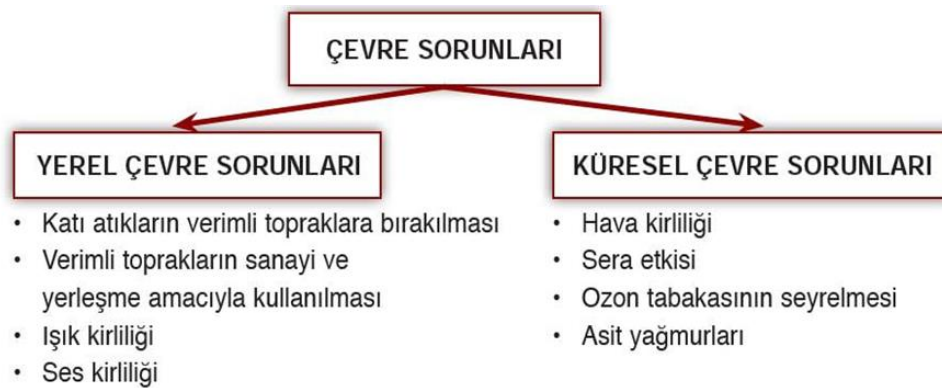 ÇEVRE SORUNLARI
YEREL ÇEVRE SORUNLARI
• Katı atıkların verimli topraklara bırakılması
• Verimli toprakların sanayi ve
yerleşme amacıyla kullanılması
• Işık kirliliği
• Ses kirliliği
KÜRESEL ÇEVRE SORUNLARI
• Hava kirliliği
• Sera etkisi
• Ozon tabakasının seyrelmesi
• Asit yağmurları